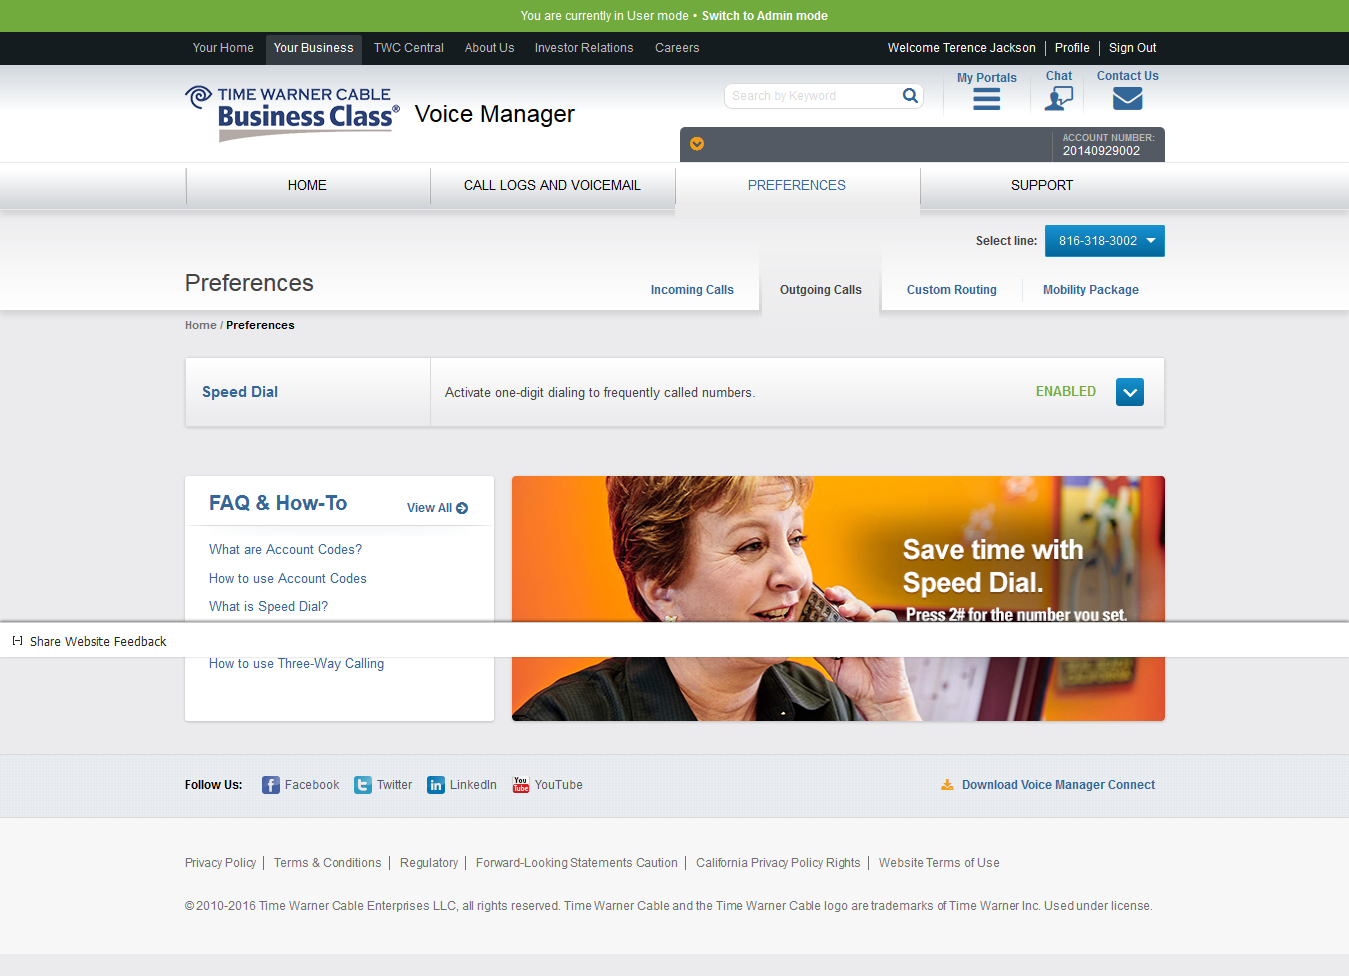 You are currently in User mode • Switch to Admin mode
Your Home Your Business TWC Central About Us Investor Relations Careers Welcome Terence Jackson Profile Sign Out
TIME WARNER CABLE
Business Class®
Voice Manager
Search by Keyword
My Portals
Chat
Contact Us
ACCOUNT NUMBER:
20140929002
HOME CALL LOGS AND VOICEMAIL PREFERENCES SUPPORT
Select line: 816-318-3002
Preferences
Incoming Calls Outgoing Calls Custom Routing Mobility Package
Home / Preferences
Speed Dial Activate one-digit dialing to frequently called numbers. ENABLED
FAQ & How-To View All
What are Account Codes?
How to use Account Codes
What is Speed Dial?
Save time with
Speed Dial.
Press 2# for the number you set.
[-] Share Website Feedback
How to use Three-Way Calling
Follow Us: Facebook Twitter LinkedIn You Tube YouTube Download Voice Manager Connect
Privacy Policy Terms & Conditions Regulatory Forward-Looking Statements Caution California Privacy Policy Rights Website Terms of Use
© 2010-2016 Time Warner Cable Enterprises LLC, all rights reserved. Time Warner Cable and the Time Warner Cable logo are trademarks of Time Warner Inc. Used under license.